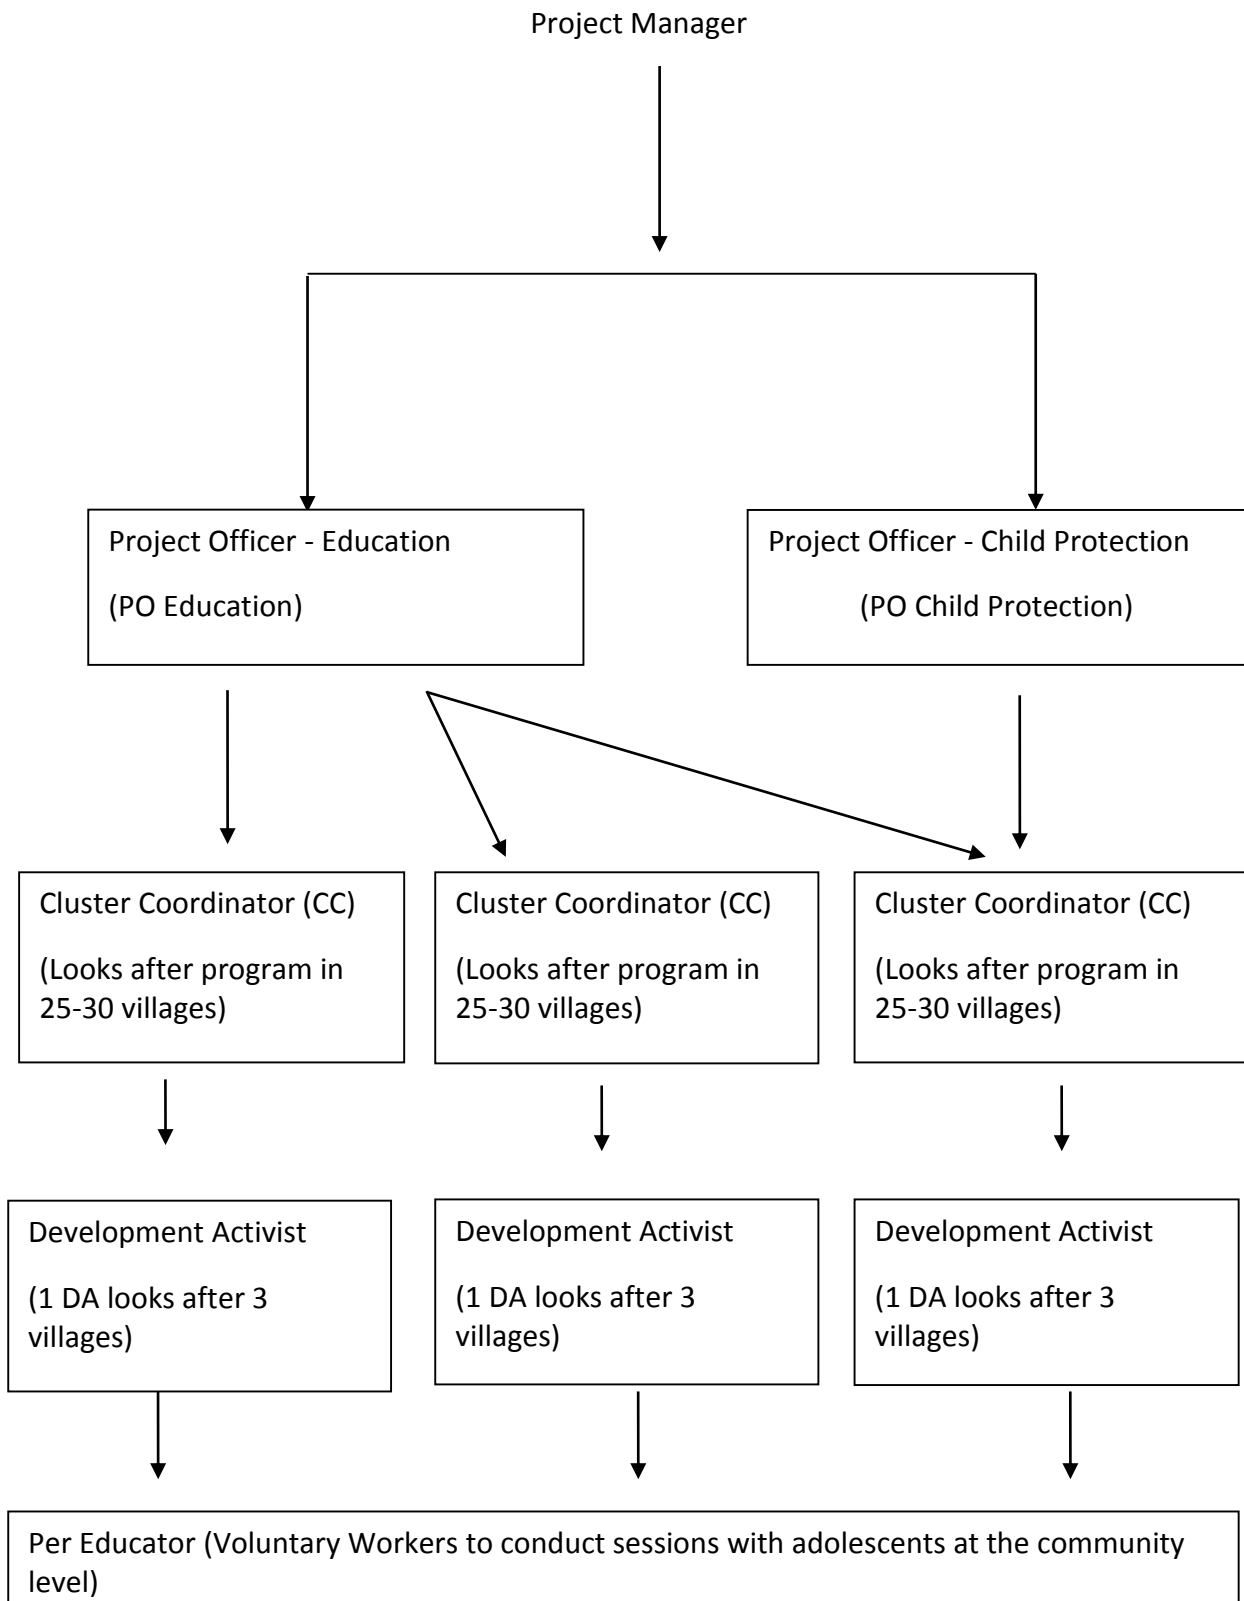 Project Manager
Project Officer - Education
(PO Education)
Project Officer - Child Protection
(PO Child Protection)
Cluster Coordinator (CC)
(Looks after program in
25-30 villages)
Cluster Coordinator (CC)
(Looks after program in
25-30 villages)
Cluster Coordinator (CC)
(Looks after program in
25-30 villages)
Development Activist
(1 DA looks after 3
villages)
Development Activist
(1 DA looks after 3
villages)
Development Activist
(1 DA looks after 3
villages)
Per Educator (Voluntary Workers to conduct sessions with adolescents at the community
level)